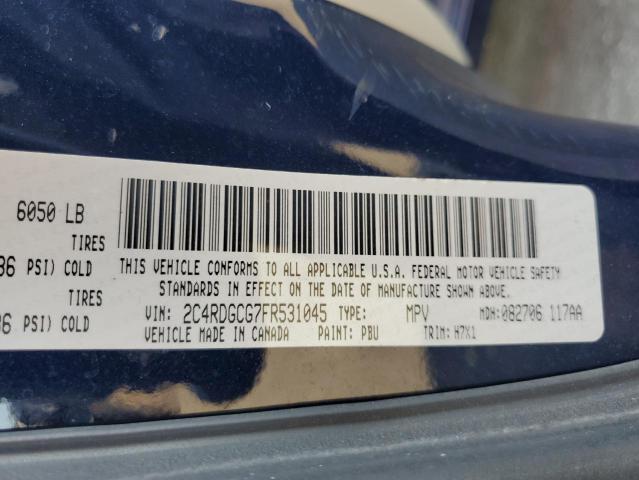 6050 LB
TIRES
36 PSI) COLD
36 PSI) COLD
THIS VEHICLE CONFORMS TO ALL APPLICABLE U.S.A. FEDERAL MOTOR VEHICLE SAFETY
STANDARDS IN EFFECT ON THE DATE OF MANUFACTURE SHOWN ABOVE.
VIN: 2C4RDGCG7FR531045 TYPE: MPV MDH:082706 117AA
VEHICLE MADE IN CANADA PAINT: PBU TRIM: H7X1
TIRES